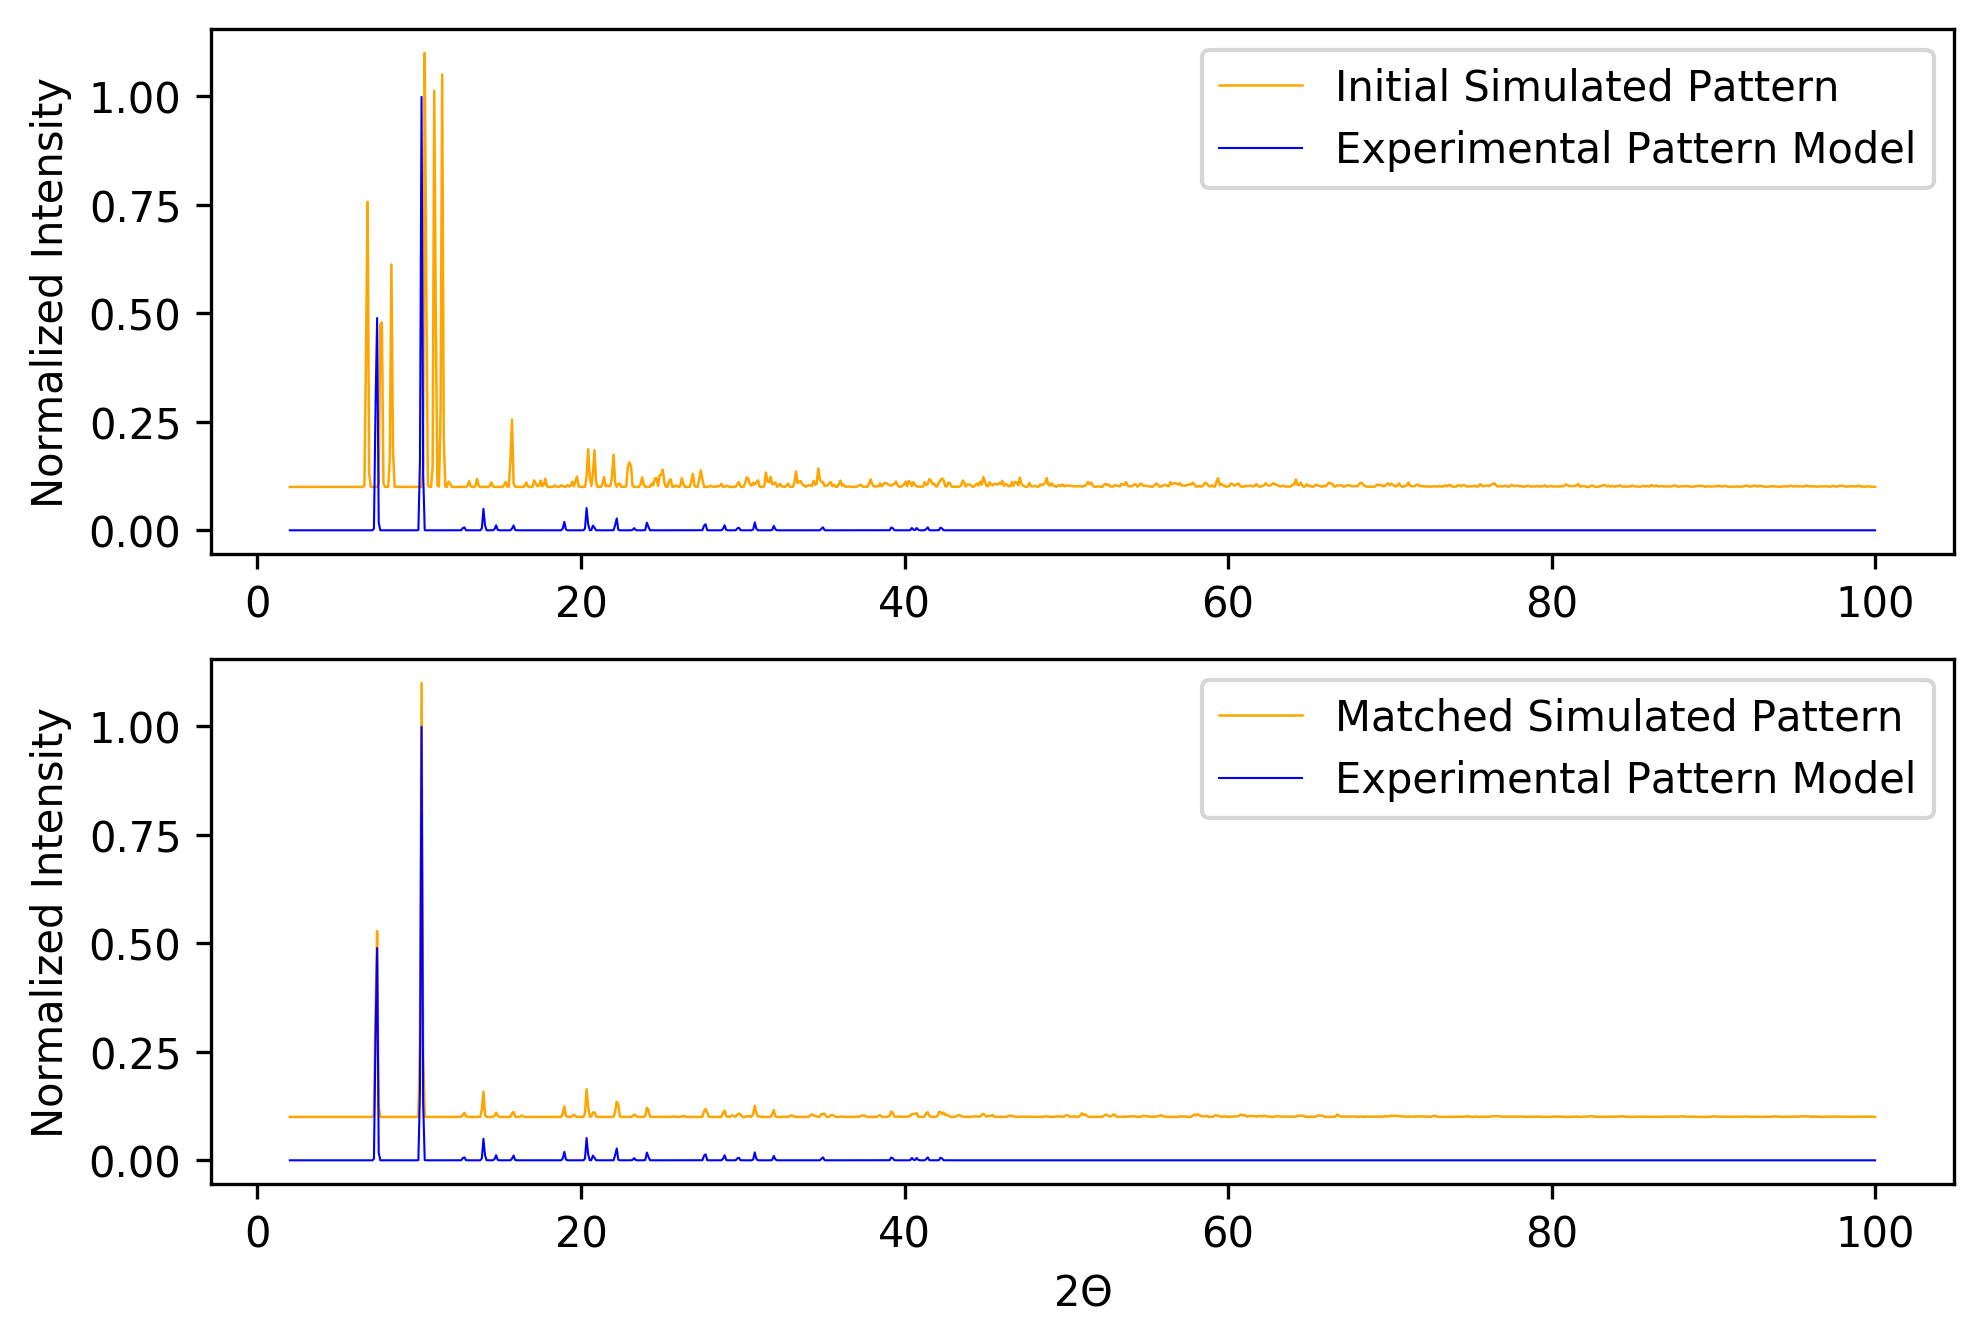 Normalized Intensity
1.00
0.75
0.50
0.25
0.00
Initial Simulated Pattern
Experimental Pattern Model
0 20 40 60 80 100
Normalized Intensity
1.00
0.75
0.50
0.25
0.00
Matched Simulated Pattern
Experimental Pattern Model
0 20 40 60 80 100
2Θ